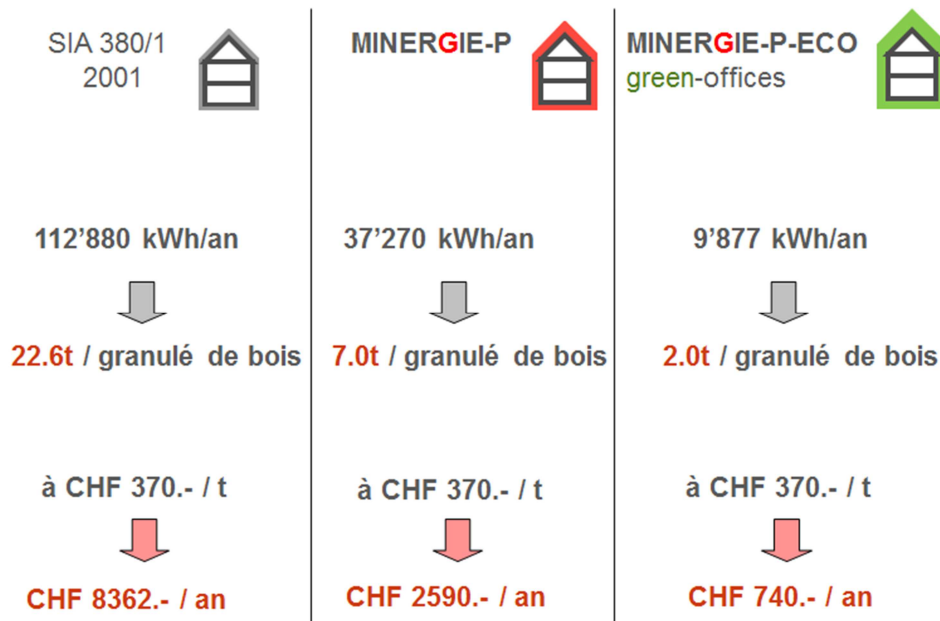 SIA 380/1
2001
112’880 kWh/an
22.6t / granulé de bois
à CHF 370.- / t
CHF 8362.- / an
MINERGIE-P
37’270 kWh/an
7.0t / granulé de bois
à CHF 370.- / t
CHF 2590.- / an
MINERGIE-P-ECO
green-offices
9’877 kWh/an
2.0t / granulé de bois
à CHF 370.- / t
CHF 740.- / an